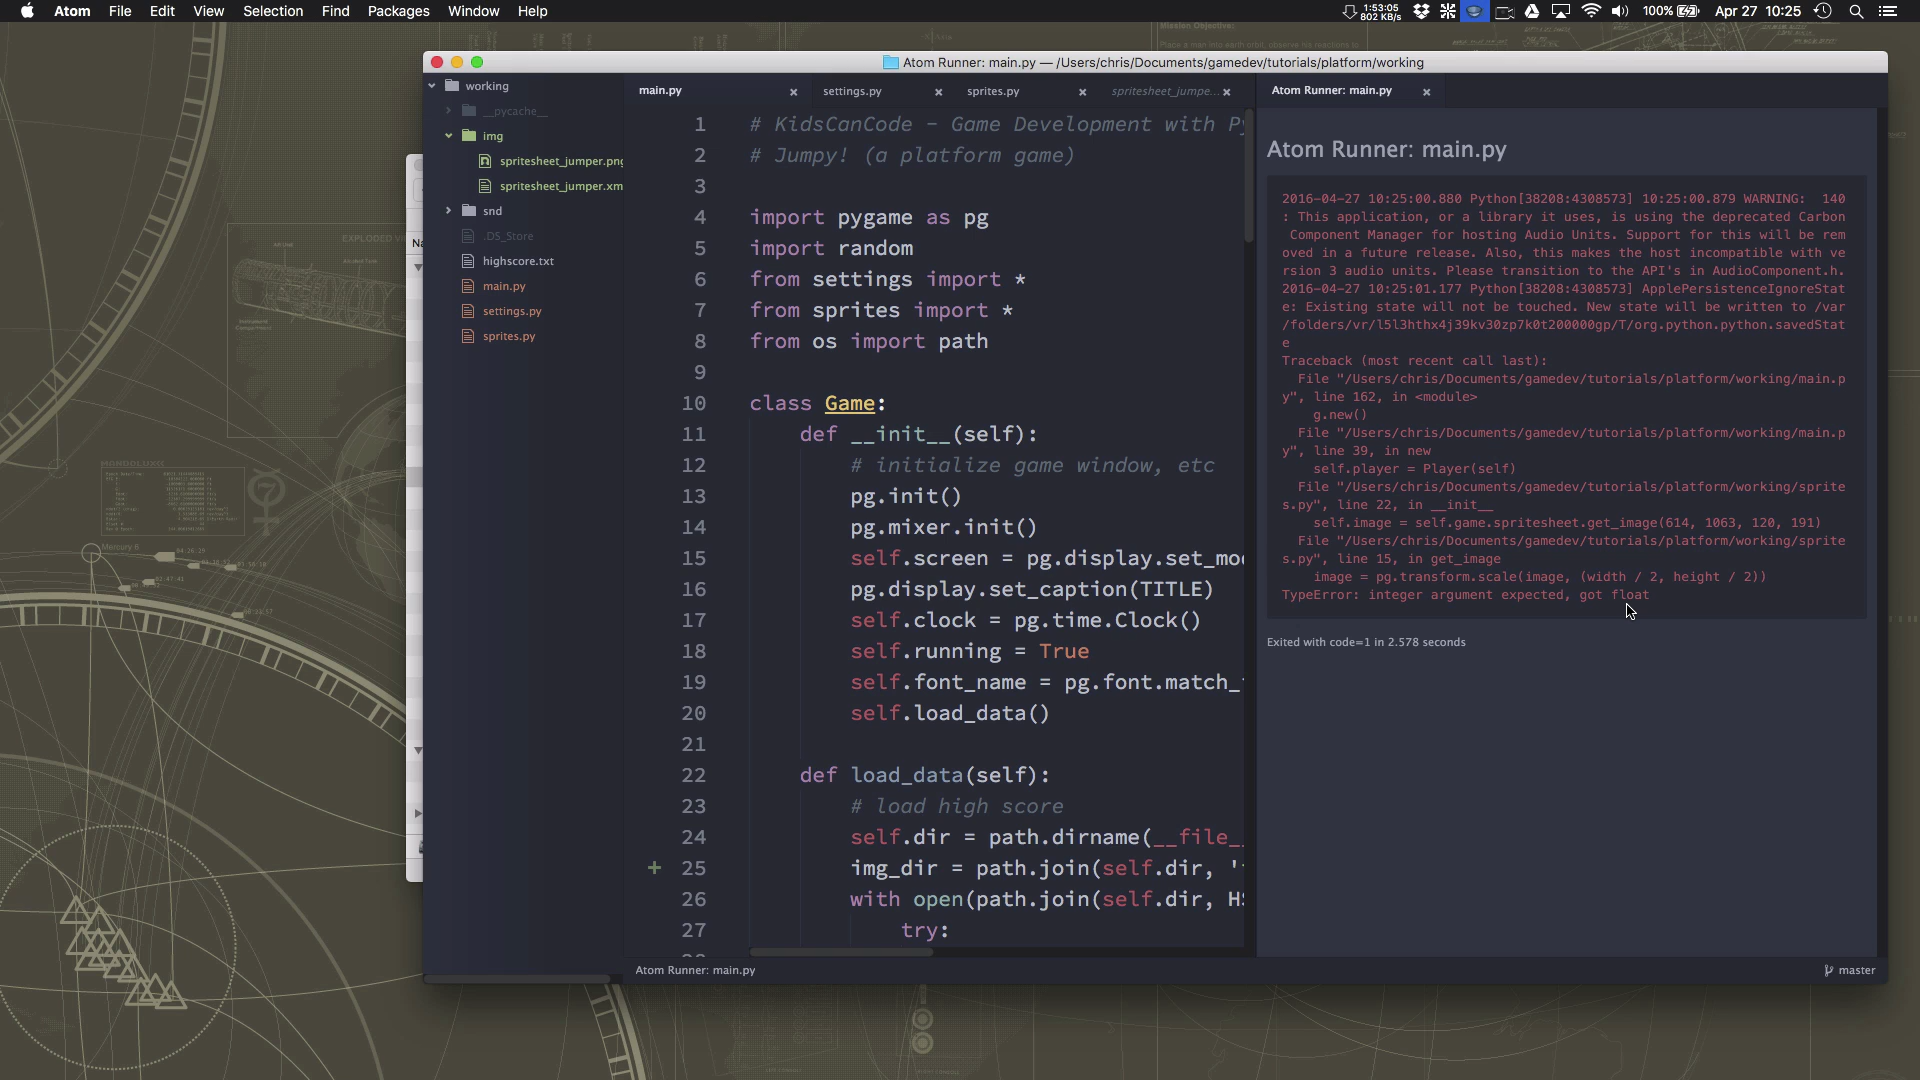 Atom File Edit View Selection Find Packages Window Help
1:53:05
802 KB/s
100%
Apr 27 10:25
Atom Runner: main.py — /Users/chris/Documents/gamedev/tutorials/platform/working
working
__pycache__
img
spritesheet_jumper.png
spritesheet_jumper.xm
snd
.DS_Store
highscore.txt
main.py
settings.py
sprites.py
main.py
settings.py
sprites.py
spritesheet_jumpe...
Atom Runner: main.py
1 # KidsCanCode - Game Development with Py
2 # Jumpy! (a platform game)
3
4 import pygame as pg
5 import random
6 from settings import *
7 from sprites import *
8 from os import path
9
10 class Game:
11 def __init__(self):
12 # initialize game window, etc
13 pg.init()
14 pg.mixer.init()
15 self.screen = pg.display.set_mo
16 pg.display.set_caption(TITLE)
17 self.clock = pg.time.Clock()
18 self.running = True
19 self.font_name = pg.font.match_
20 self.load_data()
21
22 def load_data(self):
23 # load high score
24 self.dir = path.dirname(__file_
25 img_dir = path.join(self.dir, '
26 with open(path.join(self.dir, HS
27 try:
Atom Runner: main.py
2016-04-27 10:25:00.880 Python[38208:4308573] 10:25:00.879 WARNING:  140
: This application, or a library it uses, is using the deprecated Carbon
Component Manager for hosting Audio Units. Support for this will be rem
oved in a future release. Also, this makes the host incompatible with ve
rsion 3 audio units. Please transition to the API's in AudioComponent.h.
2016-04-27 10:25:01.177 Python[38208:4308573] ApplePersistenceIgnoreStat
e: Existing state will not be touched. New state will be written to /var
/folders/vr/l5l3hthx4j39kv30zp7k0t200000gp/T/org.python.python.savedStat
e
Traceback (most recent call last):
File "/Users/chris/Documents/gamedev/tutorials/platform/working/main.p
y", line 162, in <module>
g.new()
File "/Users/chris/Documents/gamedev/tutorials/platform/working/main.p
y", line 39, in new
self.player = Player(self)
File "/Users/chris/Documents/gamedev/tutorials/platform/working/sprite
s.py", line 22, in __init__
self.image = self.game.spritesheet.get_image(614, 1063, 120, 191)
File "/Users/chris/Documents/gamedev/tutorials/platform/working/sprite
s.py", line 15, in get_image
image = pg.transform.scale(image, (width / 2, height / 2))
TypeError: integer argument expected, got float
Exited with code=1 in 2.578 seconds
Atom Runner: main.py
master